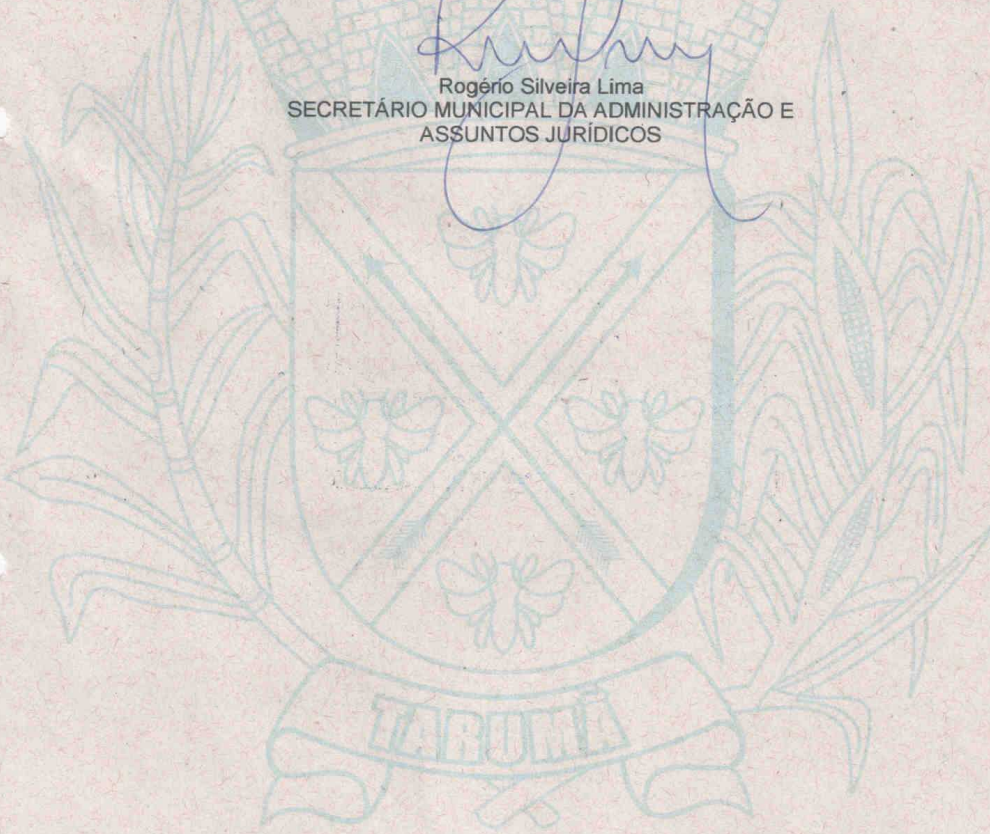 Rogério Silveira Lima
SECRETÁRIO MUNICIPAL DA ADMINISTRAÇÃO E
ASSUNTOS JURÍDICOS
TARUMÃ